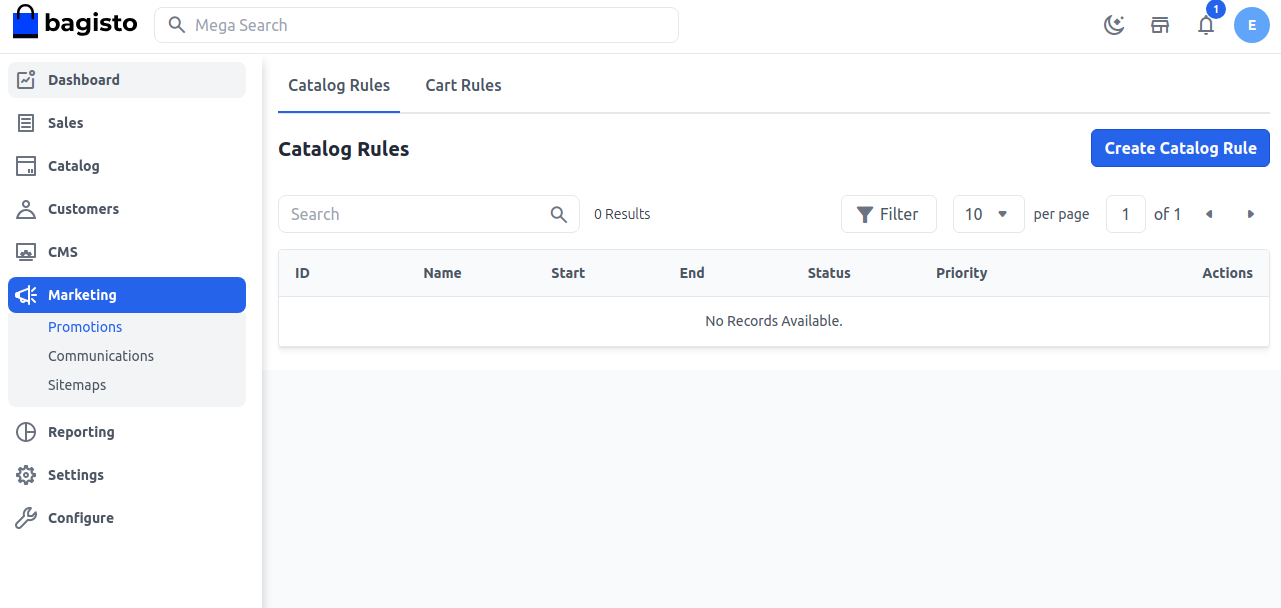 bagisto
Mega Search
1
E
Dashboard
Sales
Catalog
Customers
CMS
Marketing
Promotions
Communications
Sitemaps
Reporting
Settings
Configure
Catalog Rules Cart Rules
Catalog Rules
Create Catalog Rule
Search
0 Results
Filter
10
per page
1
of 1
ID Name Start End Status Priority Actions
No Records Available.